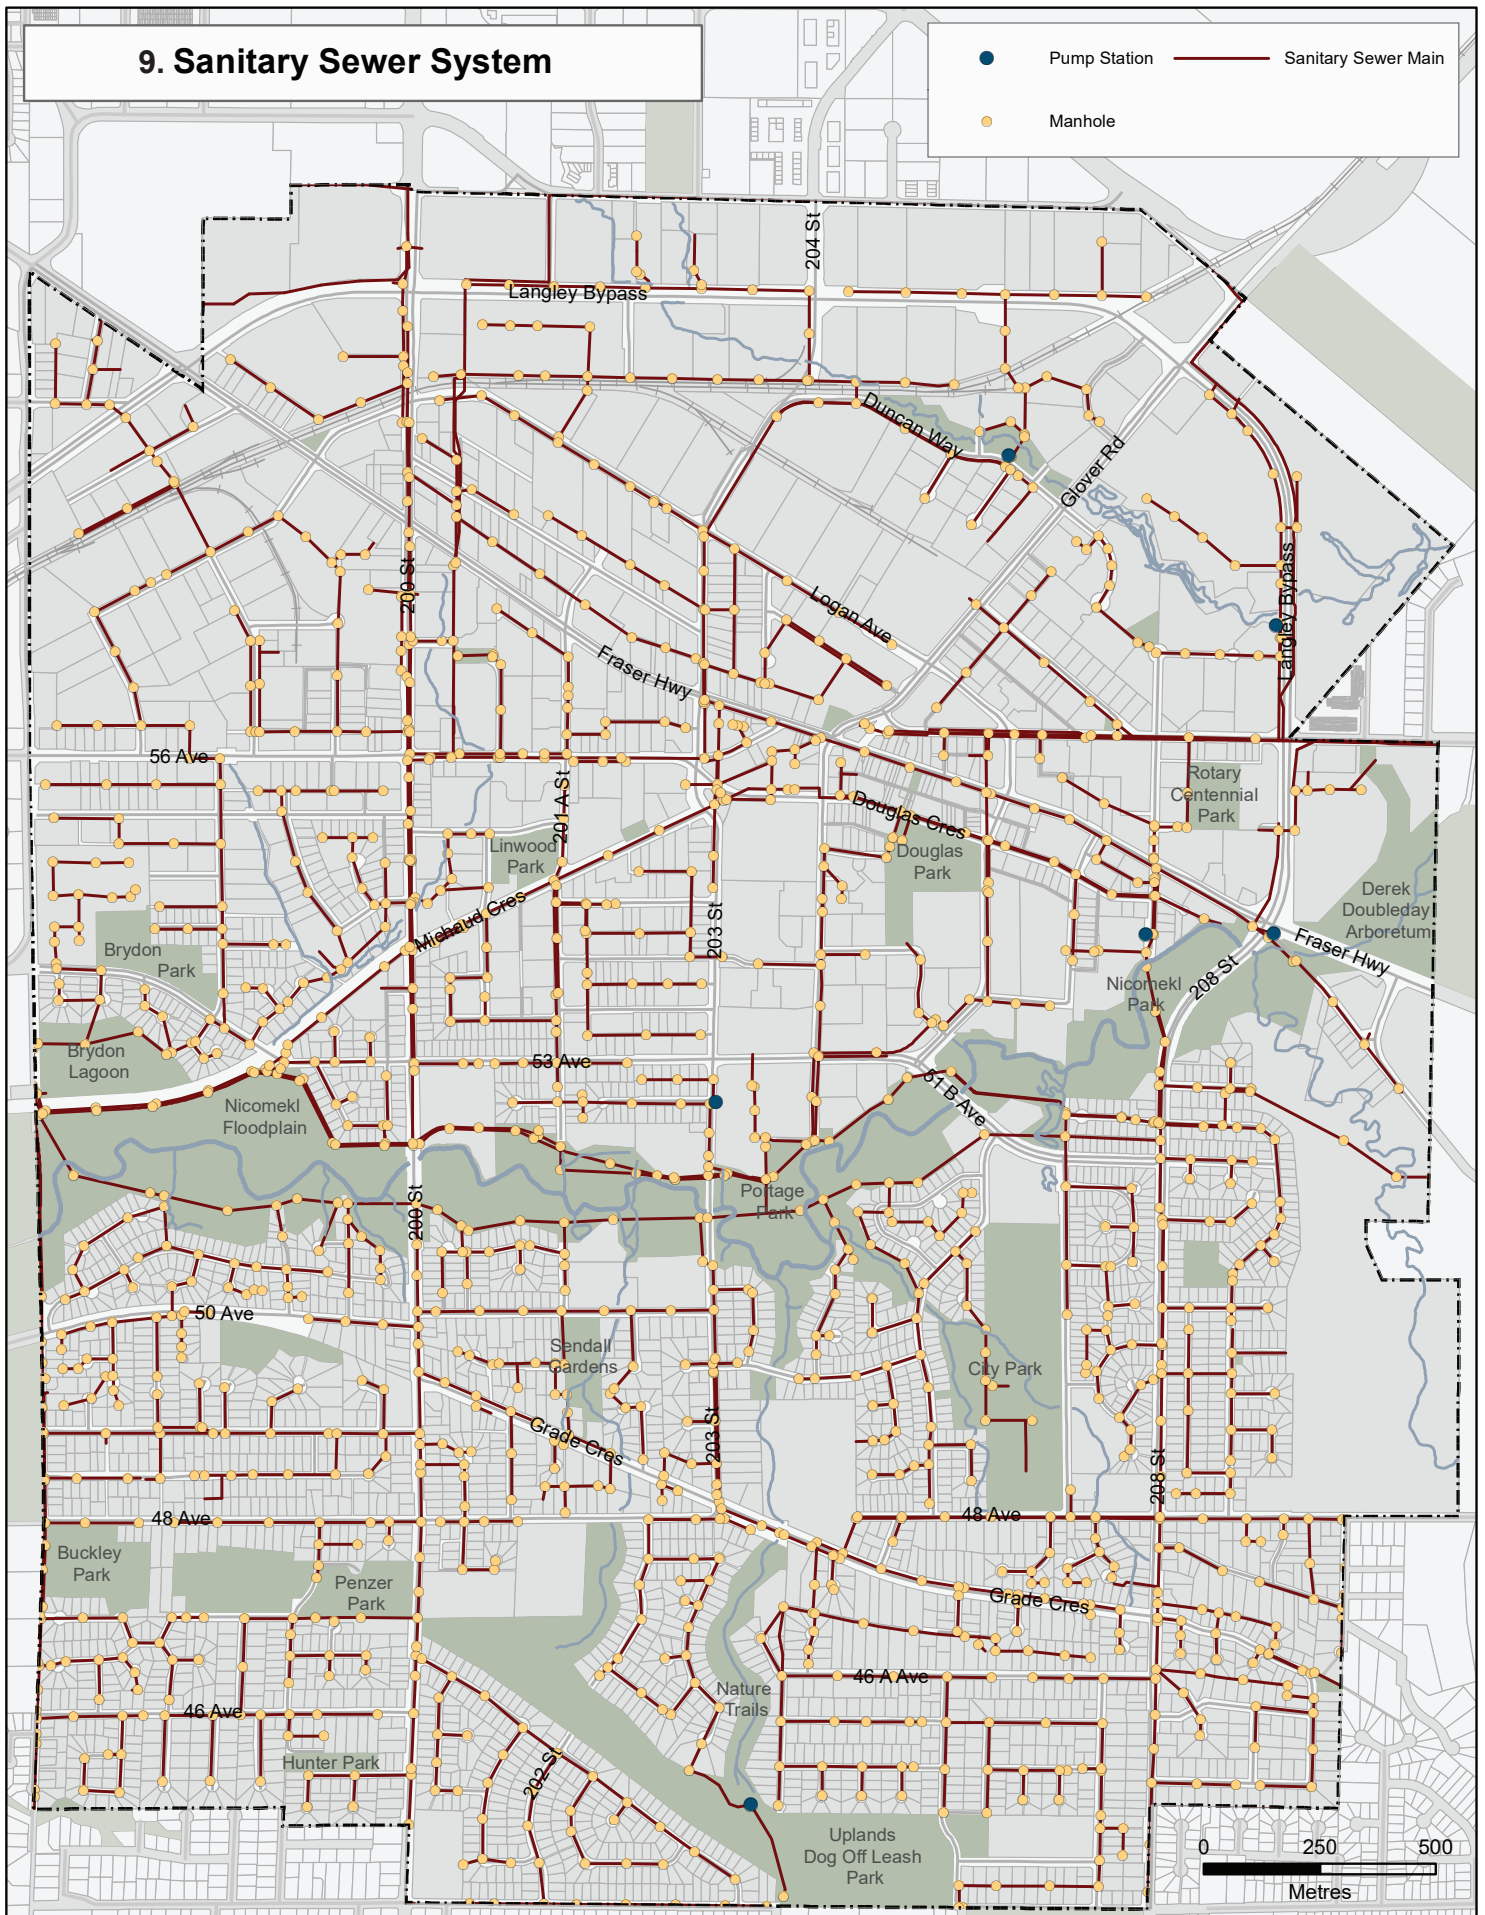 9. Sanitary Sewer System
Pump Station
Sanitary Sewer Main
Manhole
204 St
Langley Bypass
Duncan Way
Glover Rd
200 St
Logan Ave
Langley Bypass
Fraser Hwy
56 Ave
201 A St
Rotary
Centennial
Park
Douglas Cres
Linwood
Park
Douglas
Park
Derek
Doubleday
Arboretum
Michaud Cres
203 St
Brydon
Park
Fraser Hwy
208 St
Nicomekl
Park
Brydon
Lagoon
53 Ave
51 B Ave
Nicomekl
Floodplain
200 St
Portage
Park
50 Ave
Sendall
Gardens
City Park
203 St
Grade Cres
208 St
48 Ave
48 Ave
Buckley
Park
Penzer
Park
Grade Cres
46 A Ave
Nature
Trails
46 Ave
Hunter Park
202 St
Uplands
Dog Off Leash
Park
0 250 500
Metres